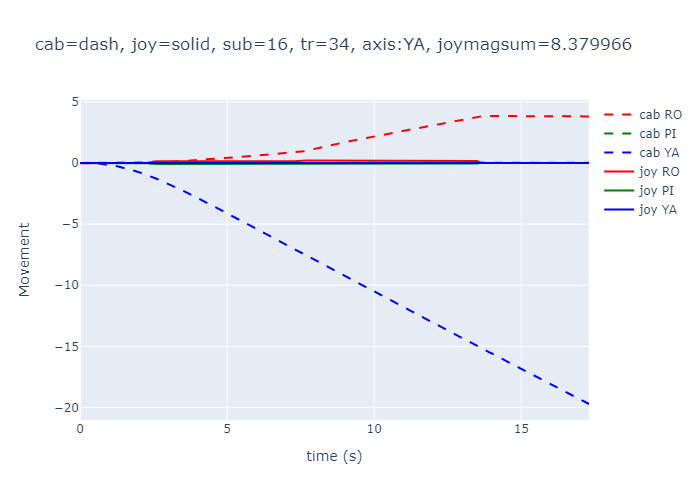 cab=dash, joy=solid, sub=16, tr=34, axis:YA, joymagsum=8.379966
5
0
−5
−10
−15
−20
Movement
0
5
10
15
time (s)
cab RO
cab PI
cab YA
joy RO
joy PI
joy YA